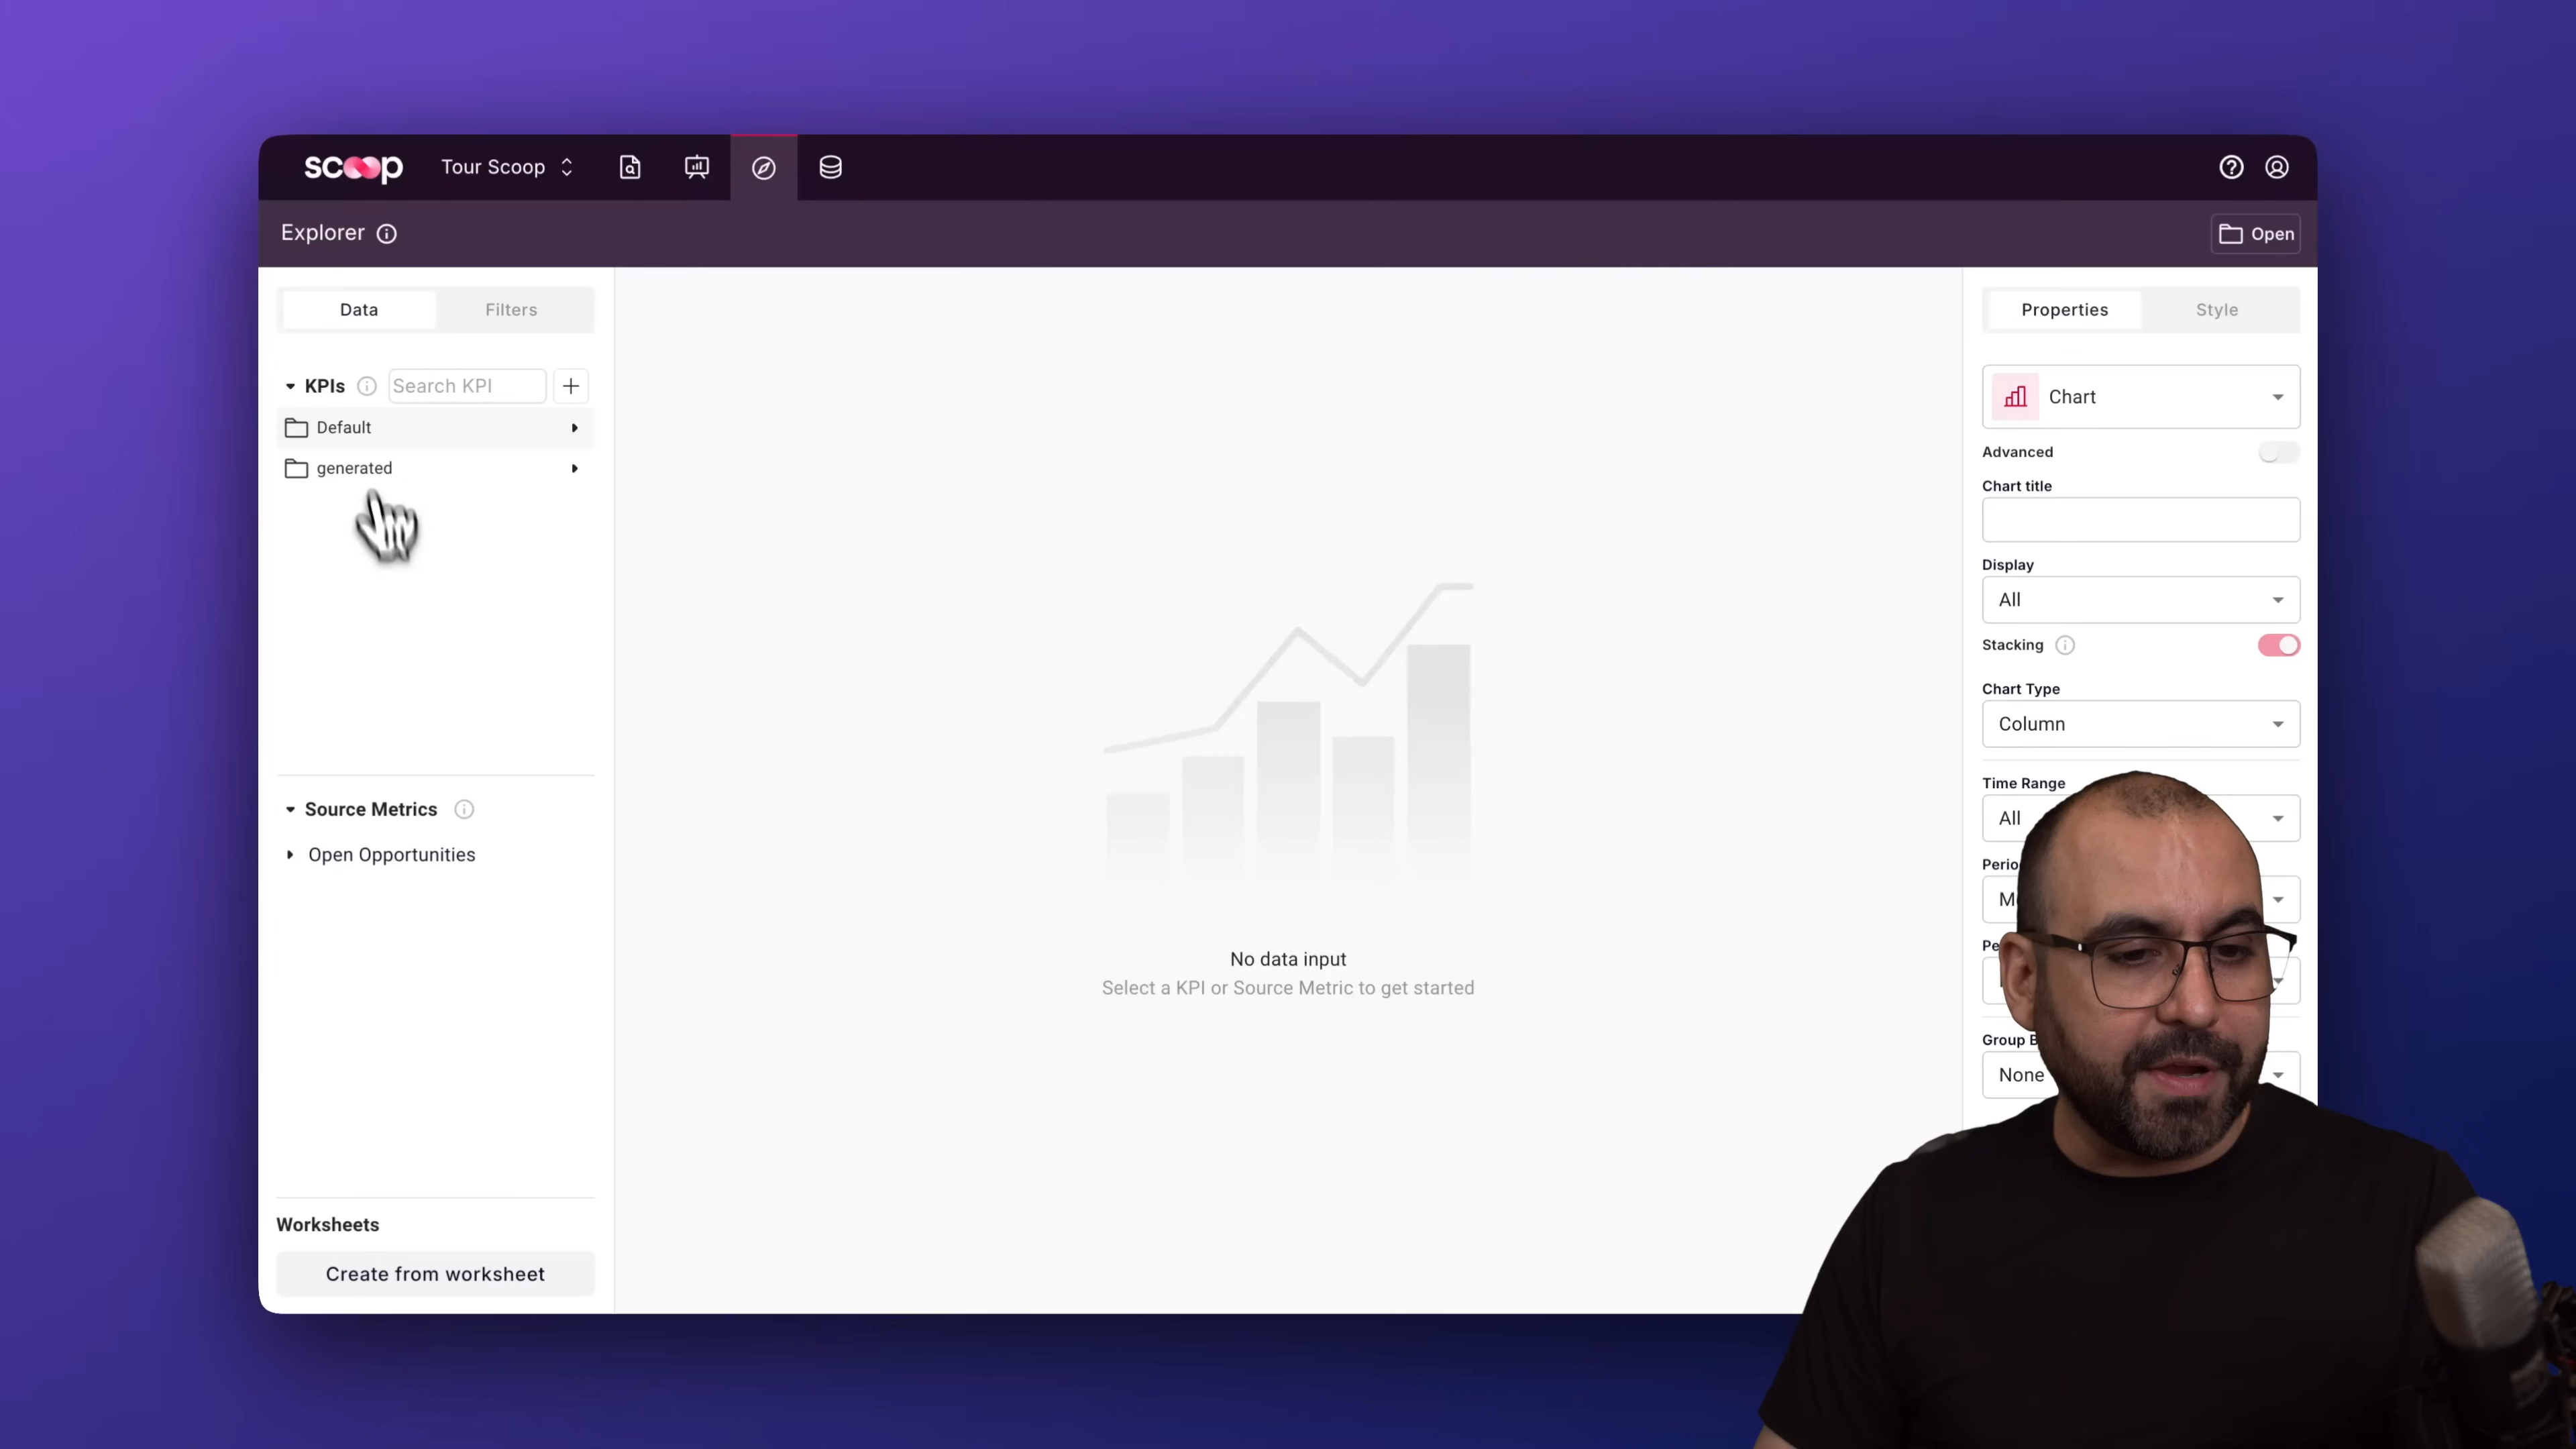 scoop
Tour Scoop
Explorer
Open
Data
Filters
KPIs
Search KPI
Default
generated
Source Metrics
Open Opportunities
Worksheets
Create from worksheet
No data input
Select a KPI or Source Metric to get started
Properties
Style
Chart
Advanced
Chart title
Display
All
Stacking
Chart Type
Column
Time Range
All
Group
None